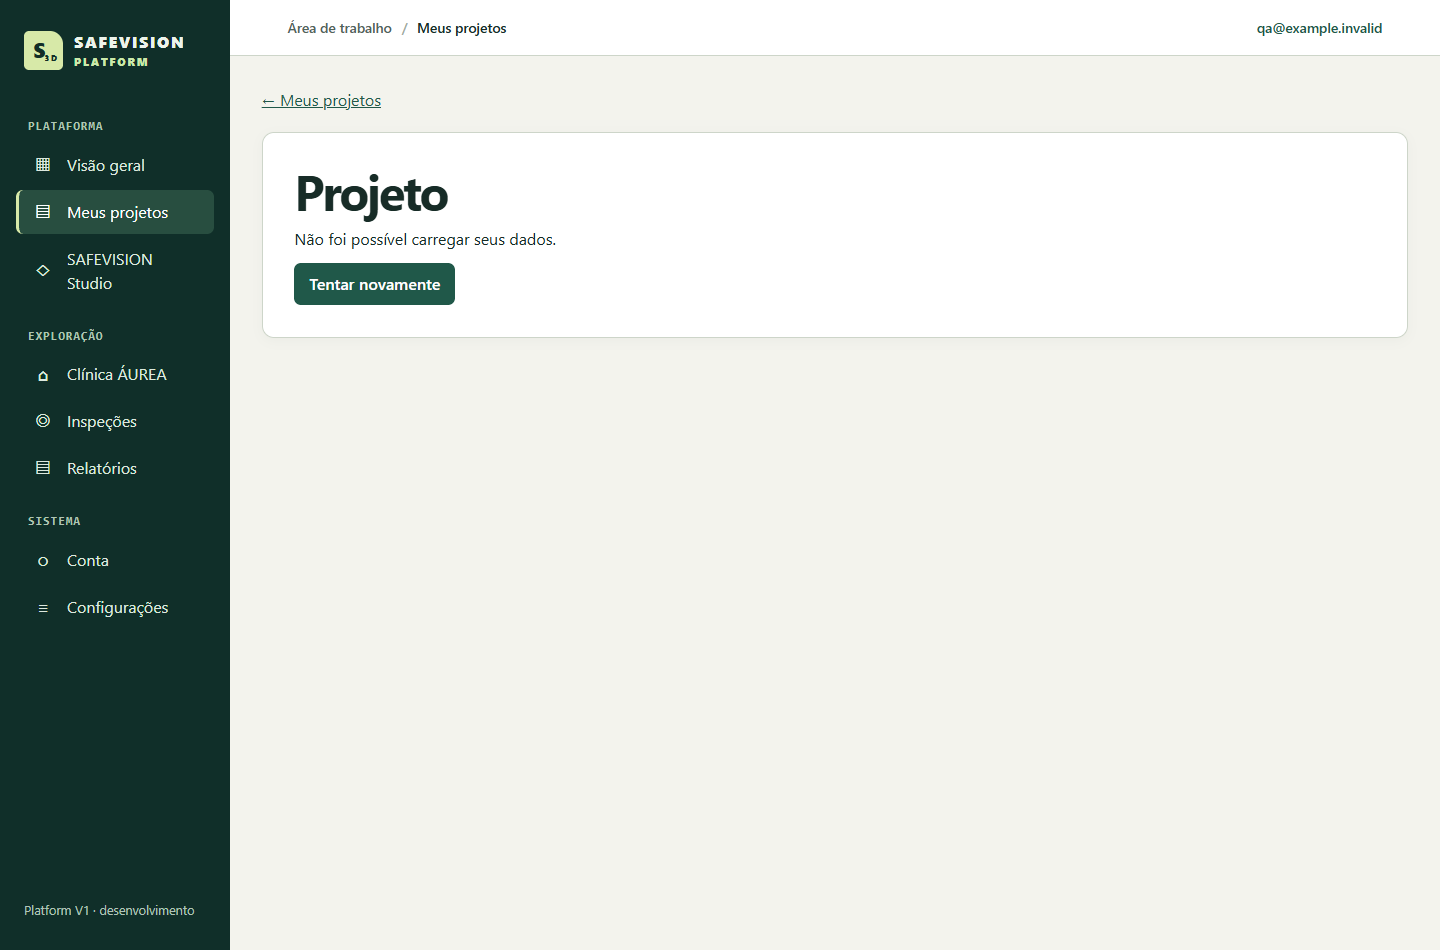 S3D
SAFEVISION
PLATFORM
PLATAFORMA
Visão geral
Meus projetos
SAFEVISION
Studio
EXPLORAÇÃO
Clínica ÁUREA
Inspeções
Relatórios
SISTEMA
Conta
Configurações
Platform V1 · desenvolvimento
Área de trabalho / Meus projetos
qa@example.invalid
← Meus projetos
Projeto
Não foi possível carregar seus dados.
Tentar novamente